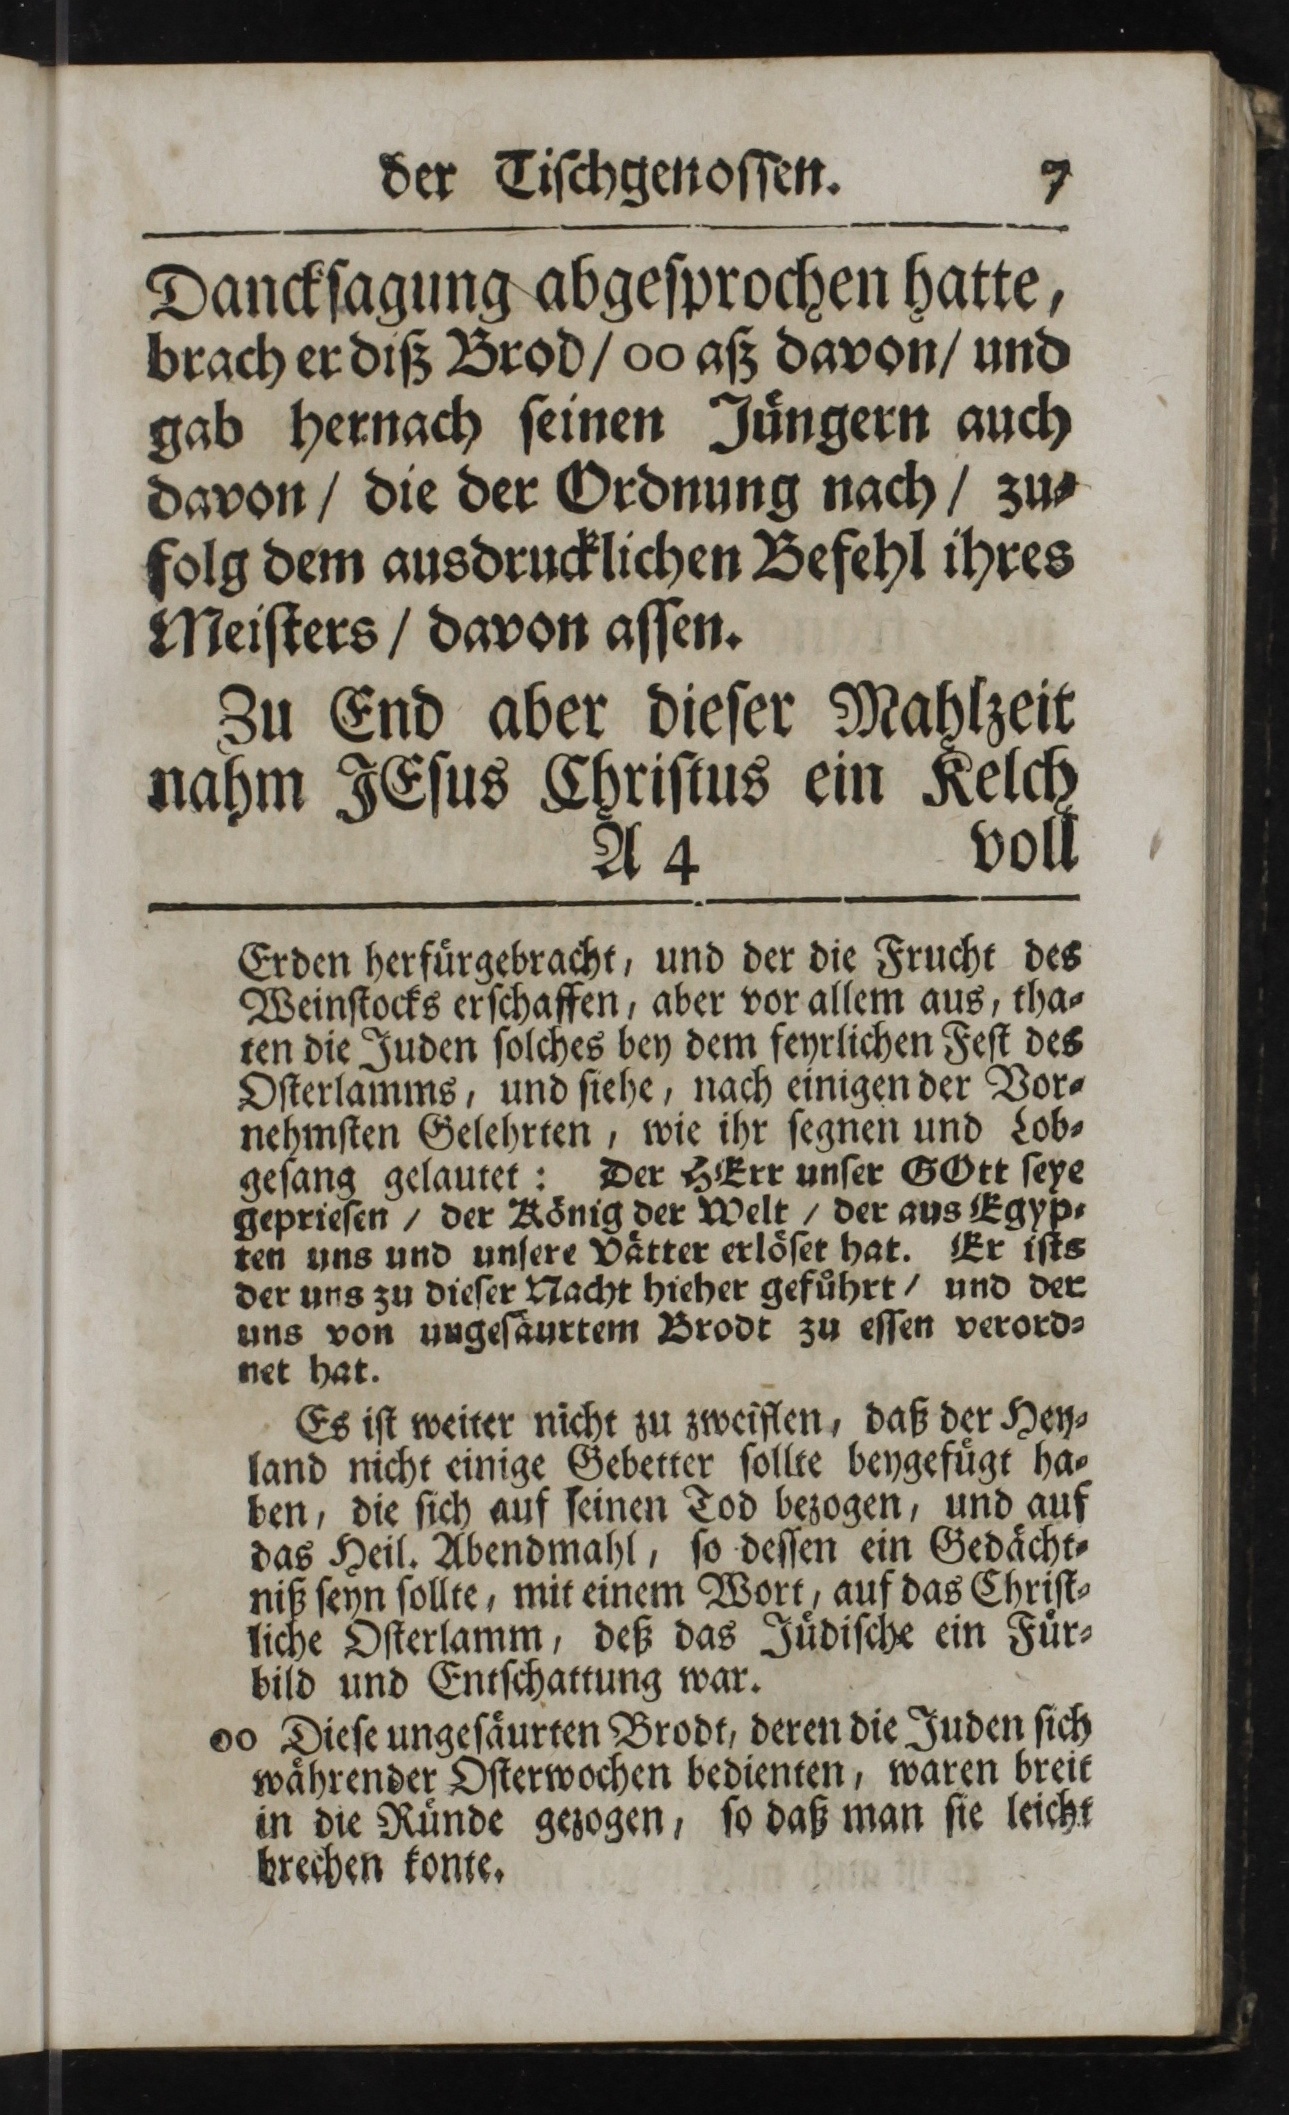 der Tischgenossen. 7
Dancksagung abgesprochen hatte,
brach er diß Brod/ oo aß davon/ und
gab hernach seinen Jüngern auch
davon/ die der Ordnung nach/ zu-
folg dem ausdrucklichen Befehl ihres
Meisters/ davon assen.
Zu End aber dieser Mahlzeit
nahm JEsus Christus ein Kelch
A 4 voll
Erden herfürgebracht, und der die Frucht des
Weinstocks erschaffen, aber vor allem aus, tha-
ten die Juden solches bey dem feyrlichen Fest des
Osterlamms, und siehe, nach einigen der Vor-
nehmsten Gelehrten, wie ihr segnen und Lob-
gesang gelautet: Der HErr unser GOtt seye
gepriesen / der König der Welt / der aus Egyp-
ten uns und unsere Vätter erlöset hat. Er ists
der uns zu dieser Nacht hieher geführt/ und der
uns von ungesäurtem Brodt zu essen verord-
net hat.
Es ist weiter nicht zu zweiflen, daß der Hey-
land nicht einige Gebetter sollte beygefügt ha-
ben, die sich auf seinen Tod bezogen, und auf
das Heil. Abendmahl, so dessen ein Gedächt-
niß seyn sollte, mit einem Wort, auf das Christ-
liche Osterlamm, deß das Jüdische ein Für-
bild und Entschattung war.
oo Diese ungesäurten Brodt, deren die Juden sich
währender Osterwochen bedienten, waren breit
in die Ründe gezogen, so daß man sie leicht
brechen konte.